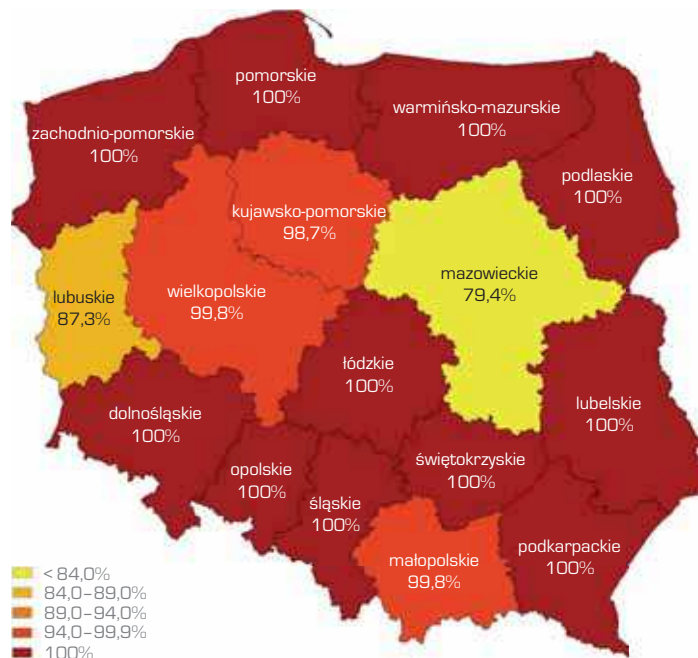 pomorskie
100%
warmińsko-mazurskie
100%
zachodnio-pomorskie
100%
podlaskie
100%
kujawsko-pomorskie
98,7%
mazowieckie
79,4%
lubuskie
87,3%
wielkopolskie
99,8%
łódzkie
100%
lubelskie
100%
dolnośląskie
100%
opolskie
100%
śląskie
100%
świętokrzyskie
100%
małopolskie
99,8%
podkarpackie
100%
< 84,0%
84,0–89,0%
89,0–94,0%
94,0–99,9%
100%